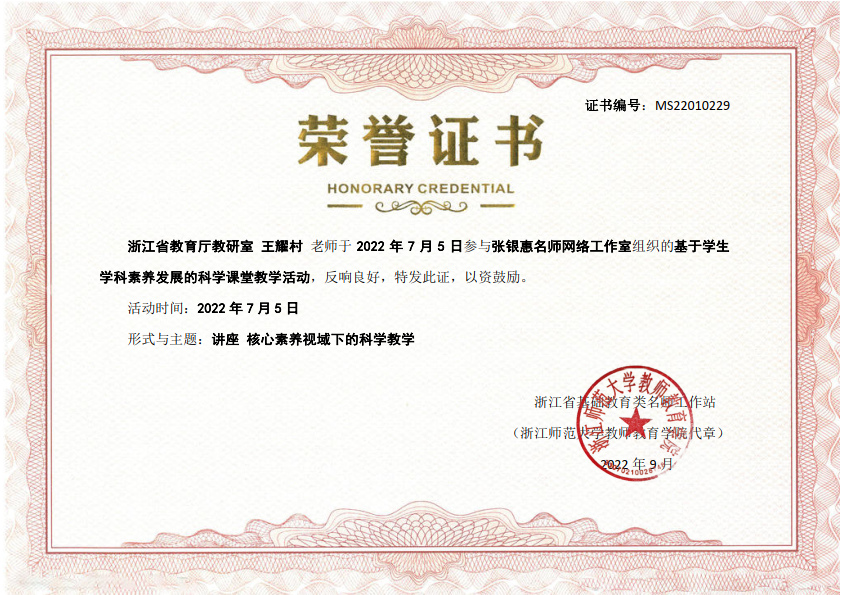 证书编号：MS22010229
荣誉证书
HONORARY CREDENTIAL
浙江省教育厅教研室 王耀村 老师于 2022 年 7 月 5 日参与张银惠名师网络工作室组织的基于学生
学科素养发展的科学课堂教学活动，反响良好，特发此证，以资鼓励。
活动时间：2022 年 7 月 5 日
形式与主题：讲座 核心素养视域下的科学教学
浙江省基础教育类名师工作站
（浙江师范大学教师教育学院代章）
2022 年 9 月
浙江师范大学教师教育学院